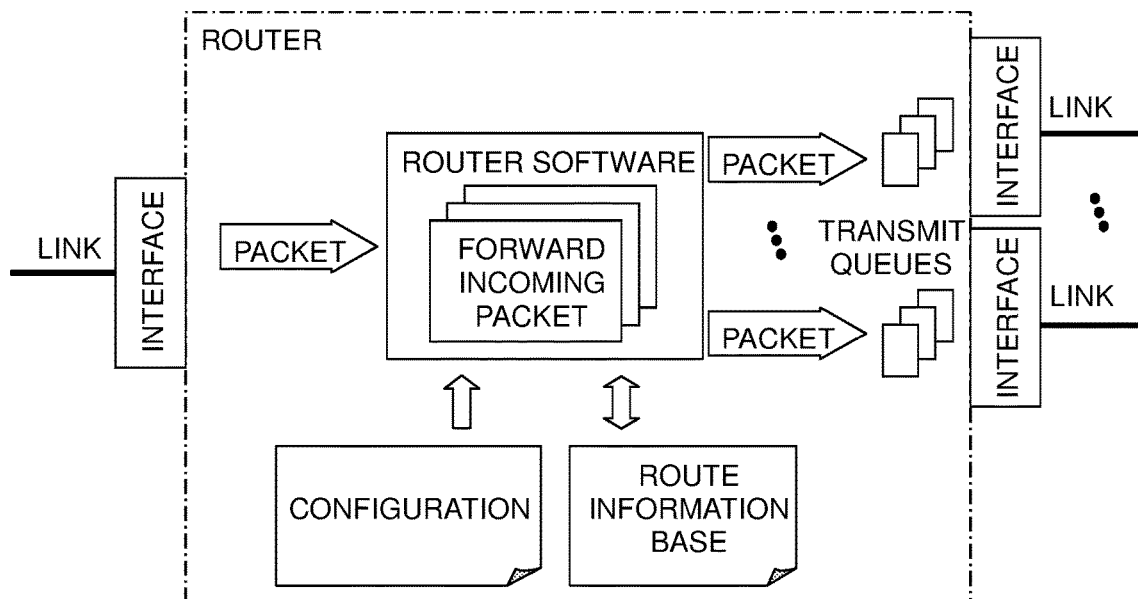 ROUTER
INTERFACE
LINK
ROUTER SOFTWARE
PACKET
LINK
INTERFACE
PACKET
FORWARD
INCOMING
PACKET
TRANSMIT
QUEUES
INTERFACE
LINK
PACKET
CONFIGURATION
ROUTE
INFORMATION
BASE